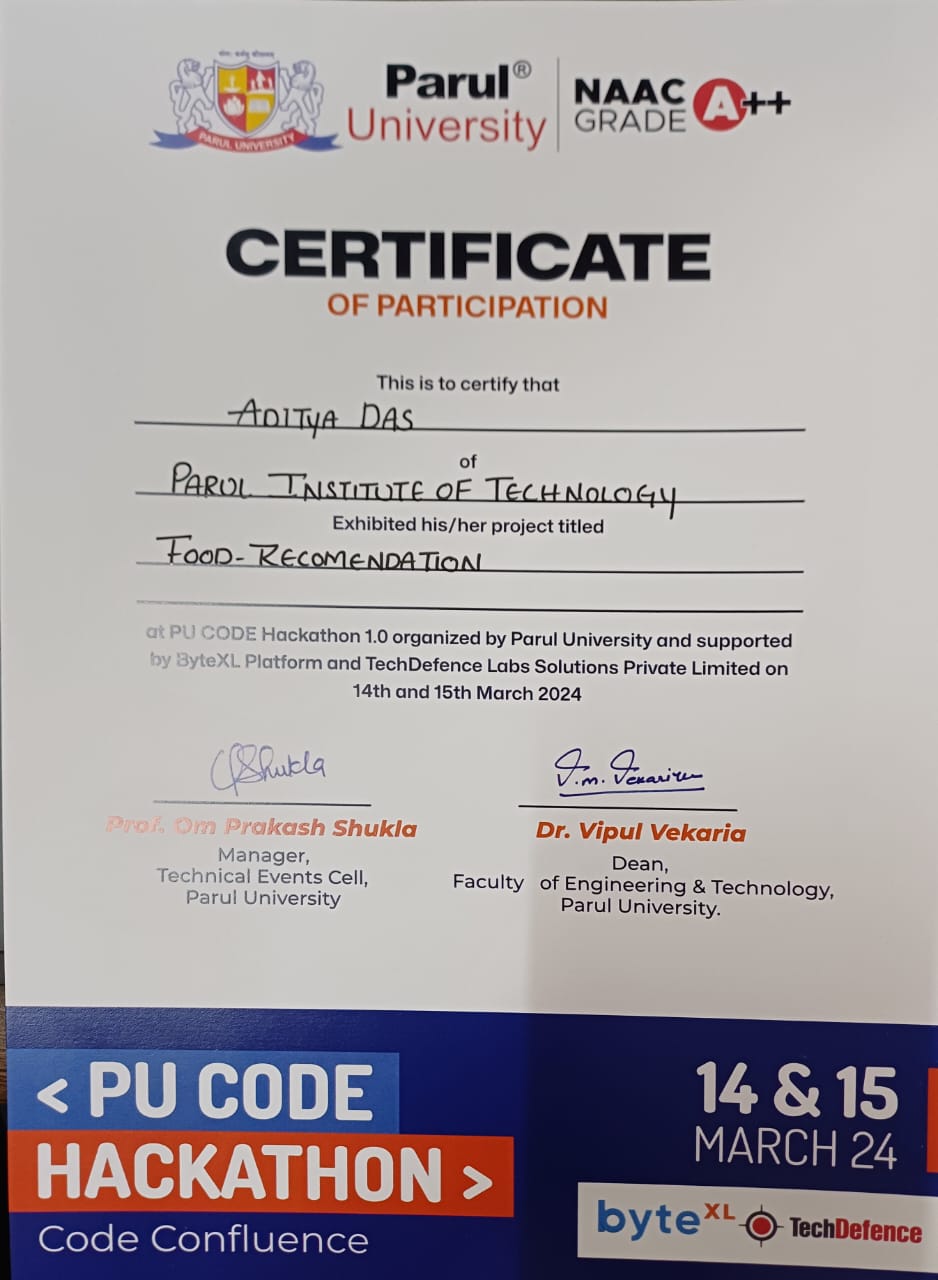 PARUL UNIVERSITY
Parul®
University
NAAC
GRADE A++
CERTIFICATE
OF PARTICIPATION
This is to certify that
ADITYA DAS
of
PARUL INSTITUTE OF TECHNOLOGY
Exhibited his/her project titled
FOOD-RECOMENDATION
at PU CODE Hackathon 1.0 organized by Parul University and supported
by ByteXL Platform and TechDefence Labs Solutions Private Limited on
14th and 15th March 2024
Shukla
V.m. Vekariya
Prof. Om Prakash Shukla
Manager,
Technical Events Cell,
Parul University
Dr. Vipul Vekaria
Dean,
Faculty of Engineering & Technology,
Parul University.
< PU CODE
HACKATHON >
Code Confluence
14 & 15
MARCH 24
byteXL
TechDefence